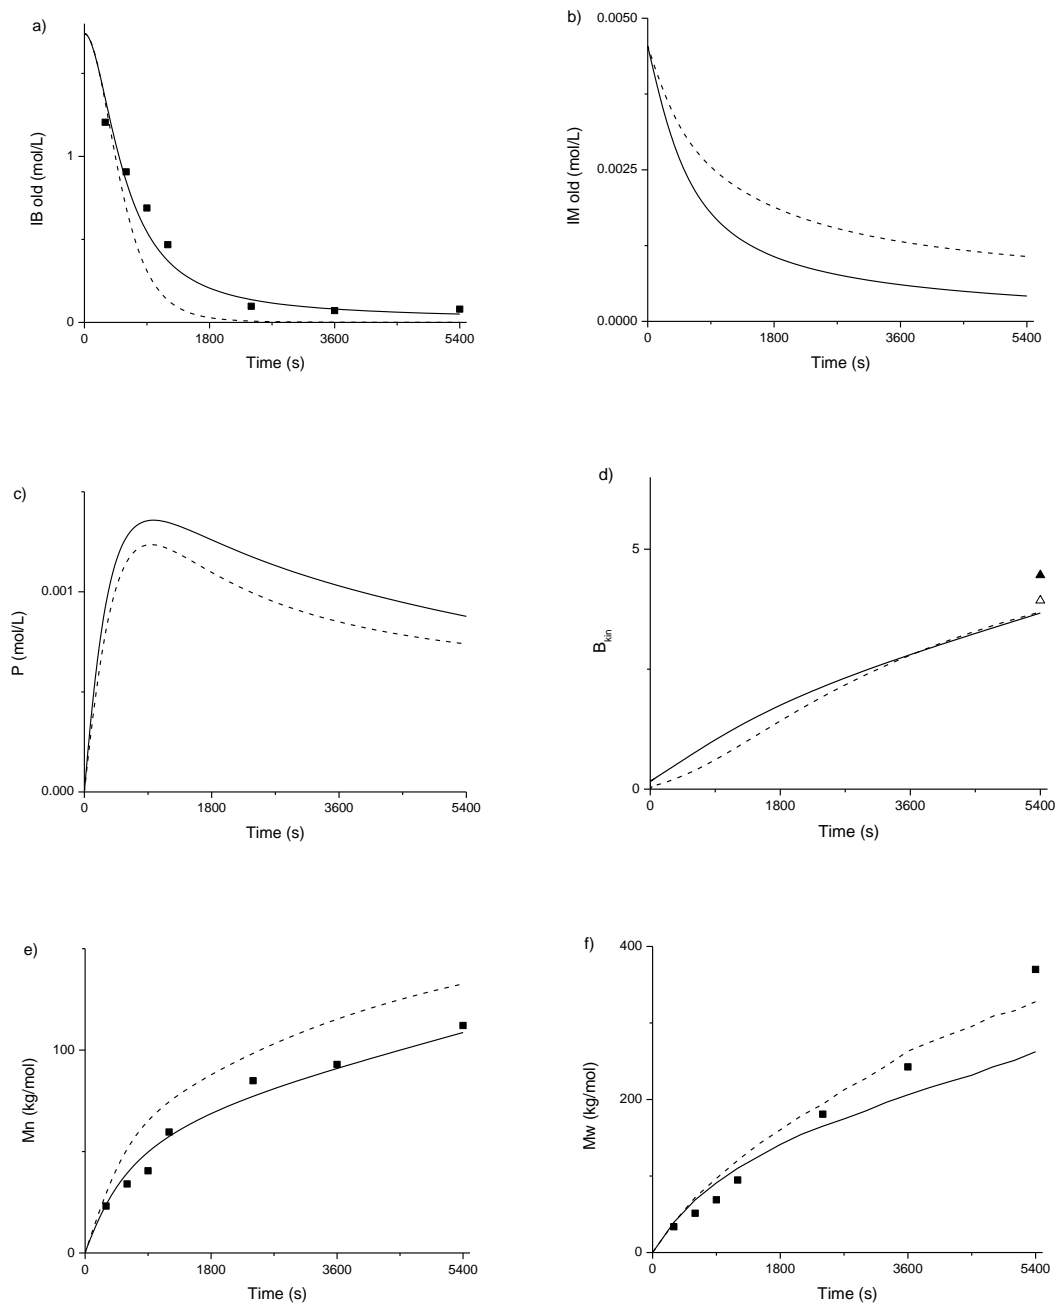 a)
IB old (mol/L)
1
0
0
1800
3600
5400
Time (s)
b)
IM old (mol/L)
0.0050
0.0025
0.0000
0
1800
3600
5400
Time (s)
c)
P (mol/L)
0.001
0.000
0
1800
3600
5400
Time (s)
d)
B_kin
5
0
0
1800
3600
5400
Time (s)
e)
Mn (kg/mol)
100
0
0
1800
3600
5400
Time (s)
f)
Mw (kg/mol)
400
200
0
0
1800
3600
5400
Time (s)